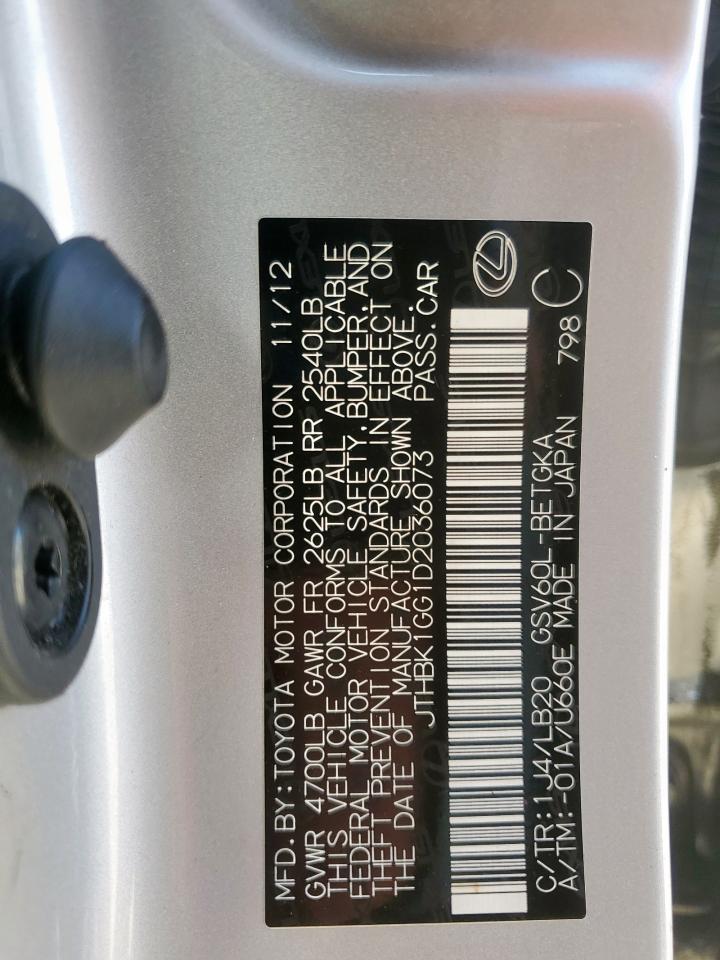 MFD.BY:TOYOTA MOTOR CORPORATION 11/12
GVWR 4700LB GAWR FR 2625LB RR 2540LB
THIS VEHICLE CONFORMS TO ALL APPLICABLE
FEDERAL MOTOR VEHICLE SAFETY,BUMPER,AND
THEFT PREVENTION STANDARDS IN EFFECT ON
THE DATE OF MANUFACTURE SHOWN ABOVE.
JTHBK1GG1D2036073 PASS.CAR
C/TR:1J4/LB20 GSV60L-BETGKA
A/TM:-01A/U660E MADE IN JAPAN 798 C